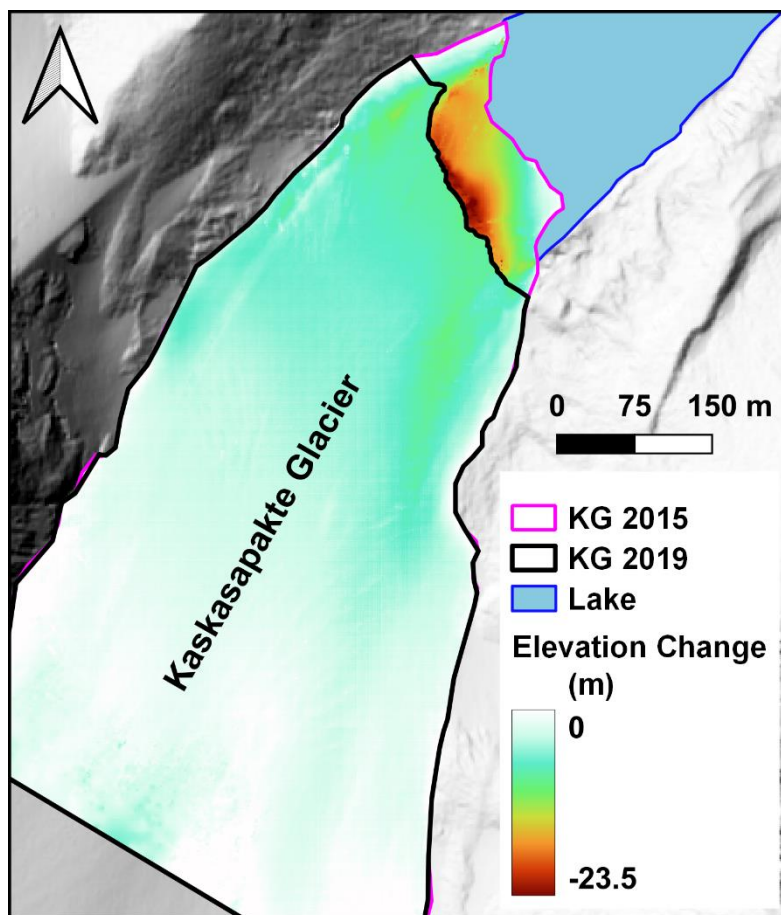 Kaskasapakte Glacier
0 75 150 m
KG 2015
KG 2019
Lake
Elevation Change
(m)
0
-23.5